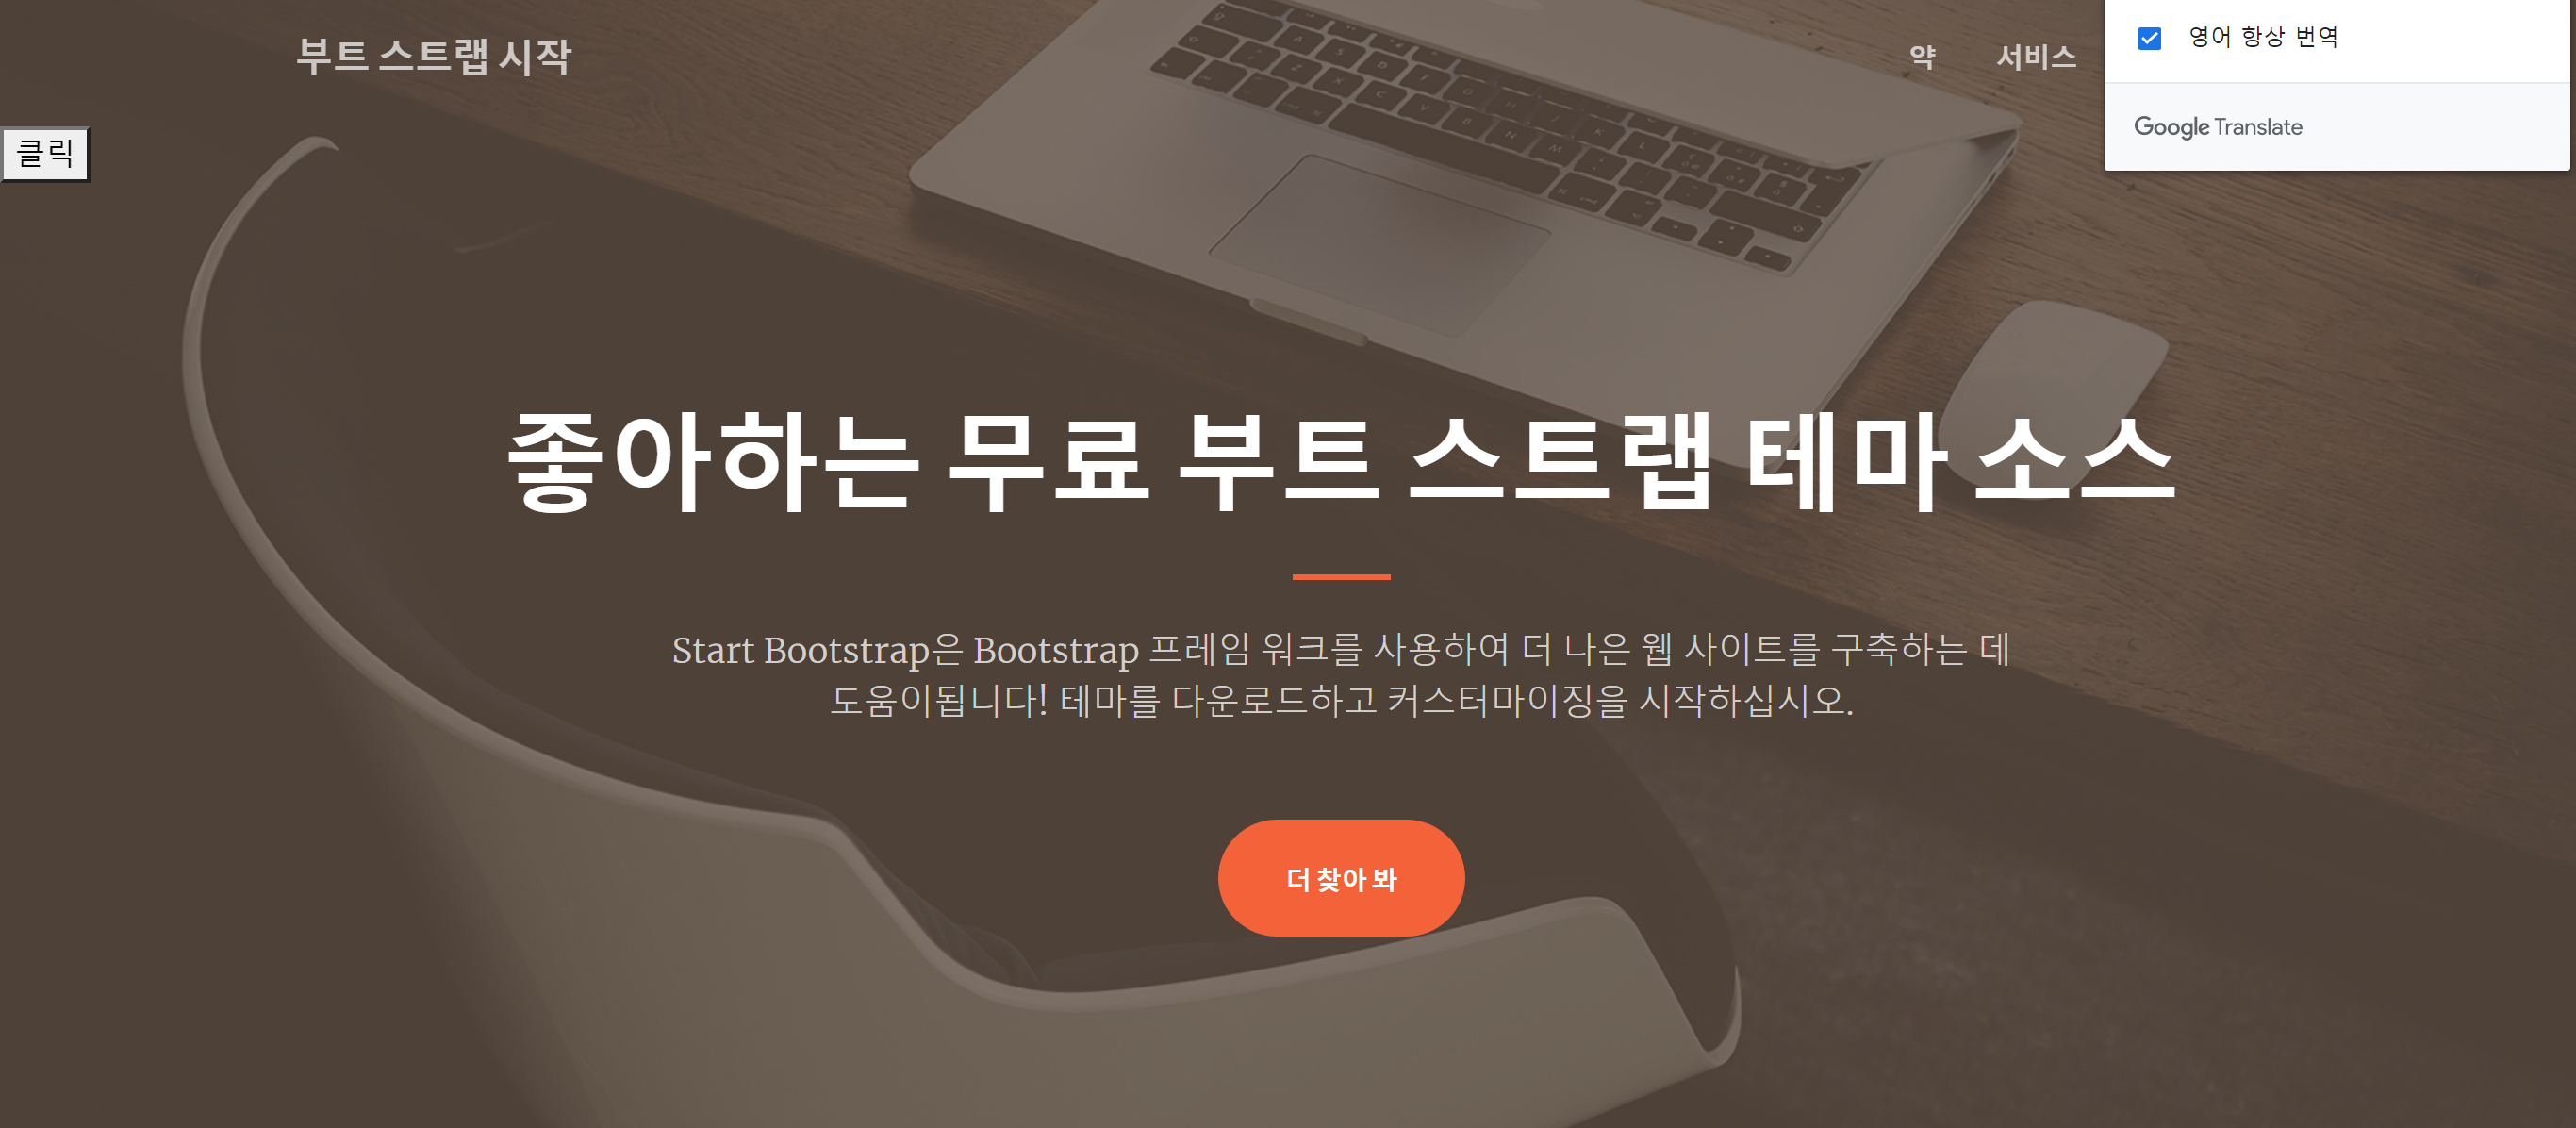 부트 스트랩 시작
약
서비스
영어 항상 번역
Google Translate
클릭
좋아하는 무료 부트 스트랩 테마 소스
Start Bootstrap은 Bootstrap 프레임 워크를 사용하여 더 나은 웹 사이트를 구축하는 데
도움이됩니다! 테마를 다운로드하고 커스터마이징을 시작하십시오.
더 찾아 봐